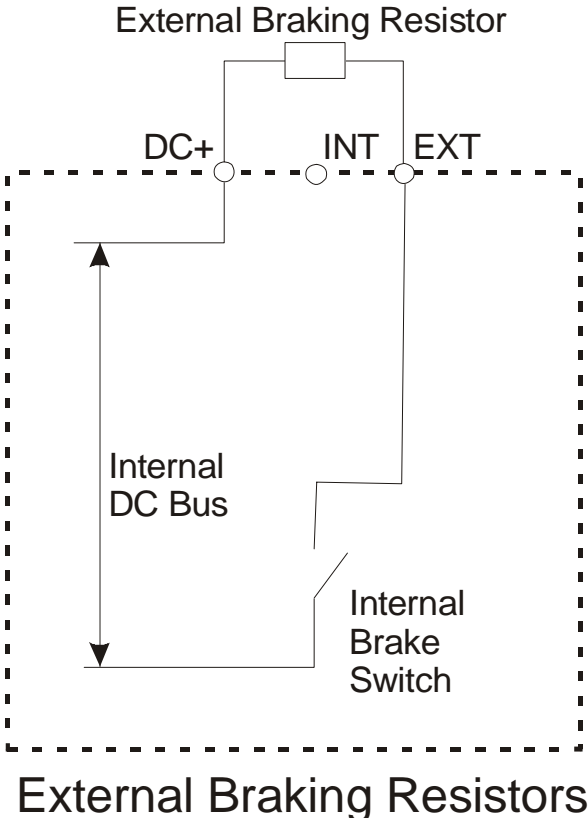 External Braking Resistor
DC+ INT EXT
Internal
DC Bus
Internal
Brake
Switch
External Braking Resistors